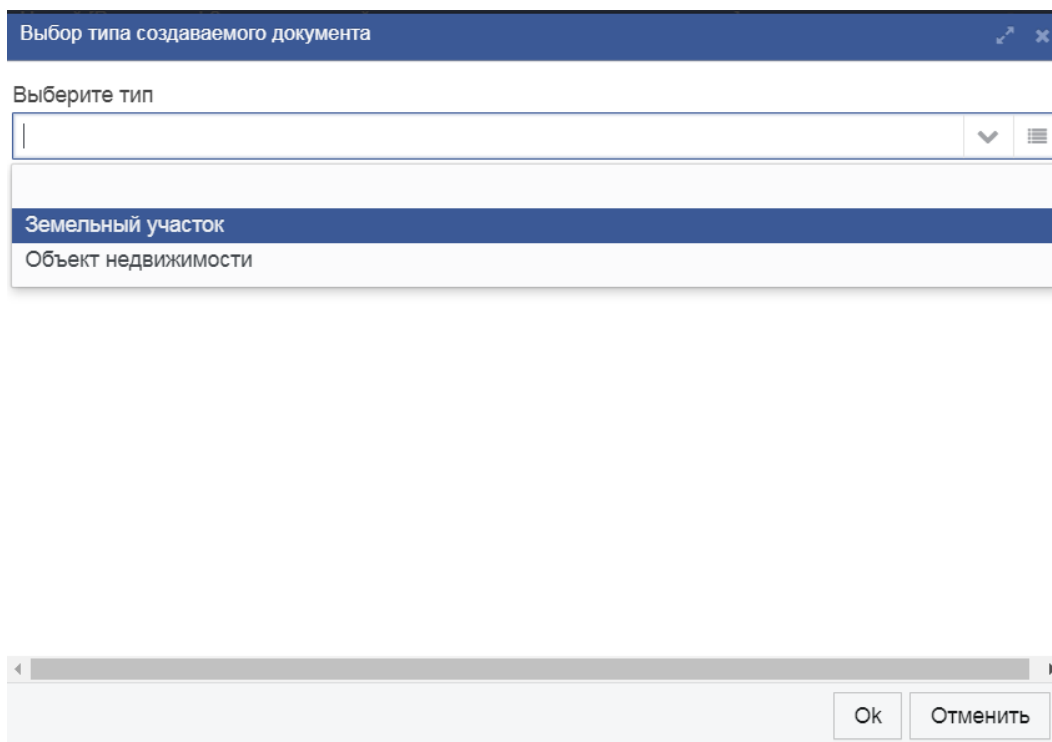 Выбор типа создаваемого документа
Выберите тип
Земельный участок
Объект недвижимости
Ok
Отменить